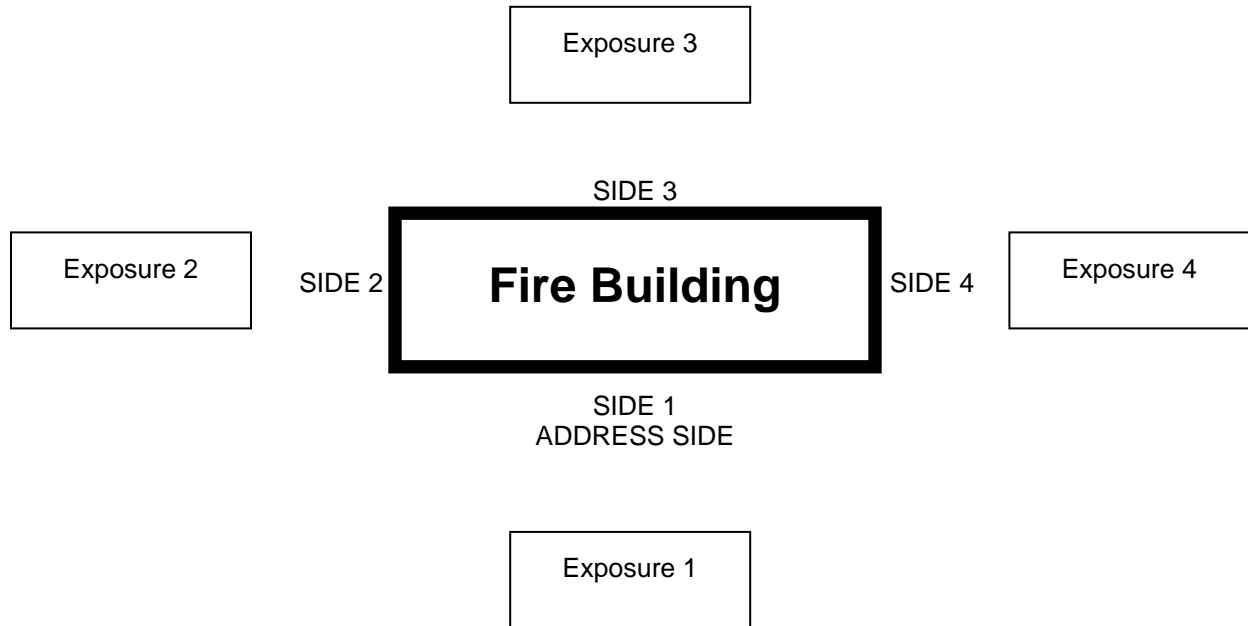 Exposure 3
SIDE 3
Exposure 2
SIDE 2
Fire Building
SIDE 4
Exposure 4
SIDE 1
ADDRESS SIDE
Exposure 1